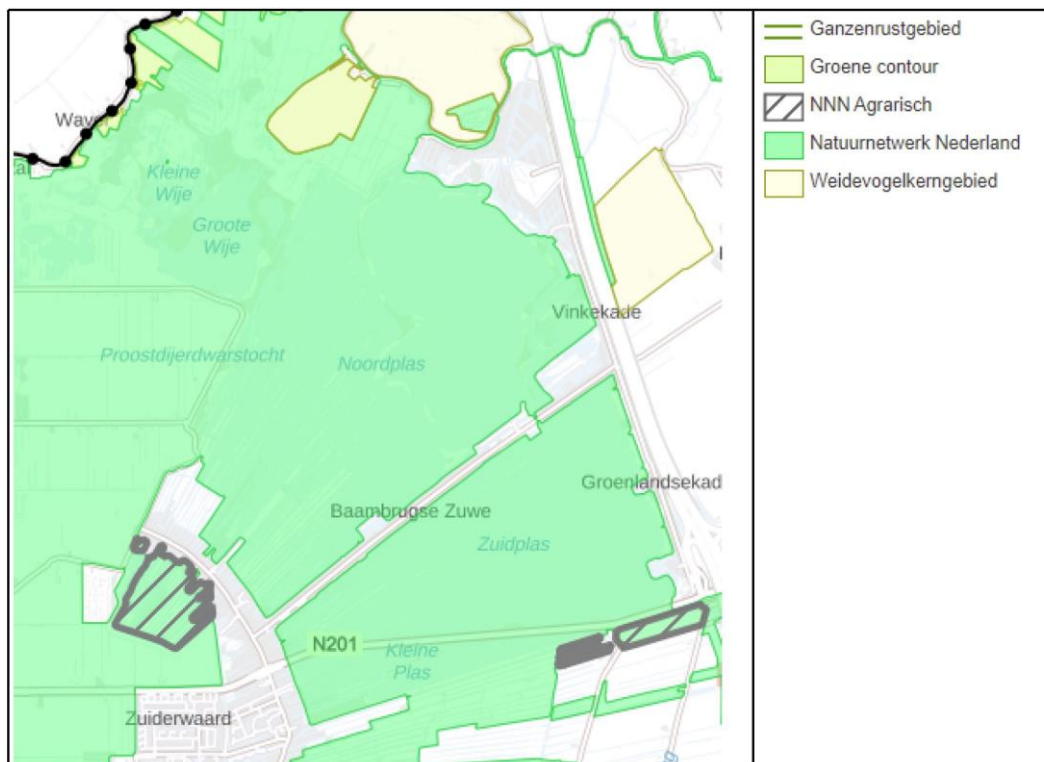 Waver
Kleine
Wije
Groote
Wije
Vinkekade
Proostdijerdwarstocht
Noordplas
Groenlandsekad
Baambrugse Zuwe
Zuidplas
N201
Kleine
Plas
Zuiderwaard
Ganzenrustgebied
Groene contour
NNN Agrarisch
Natuurnetwerk Nederland
Weidevogelkerngebied